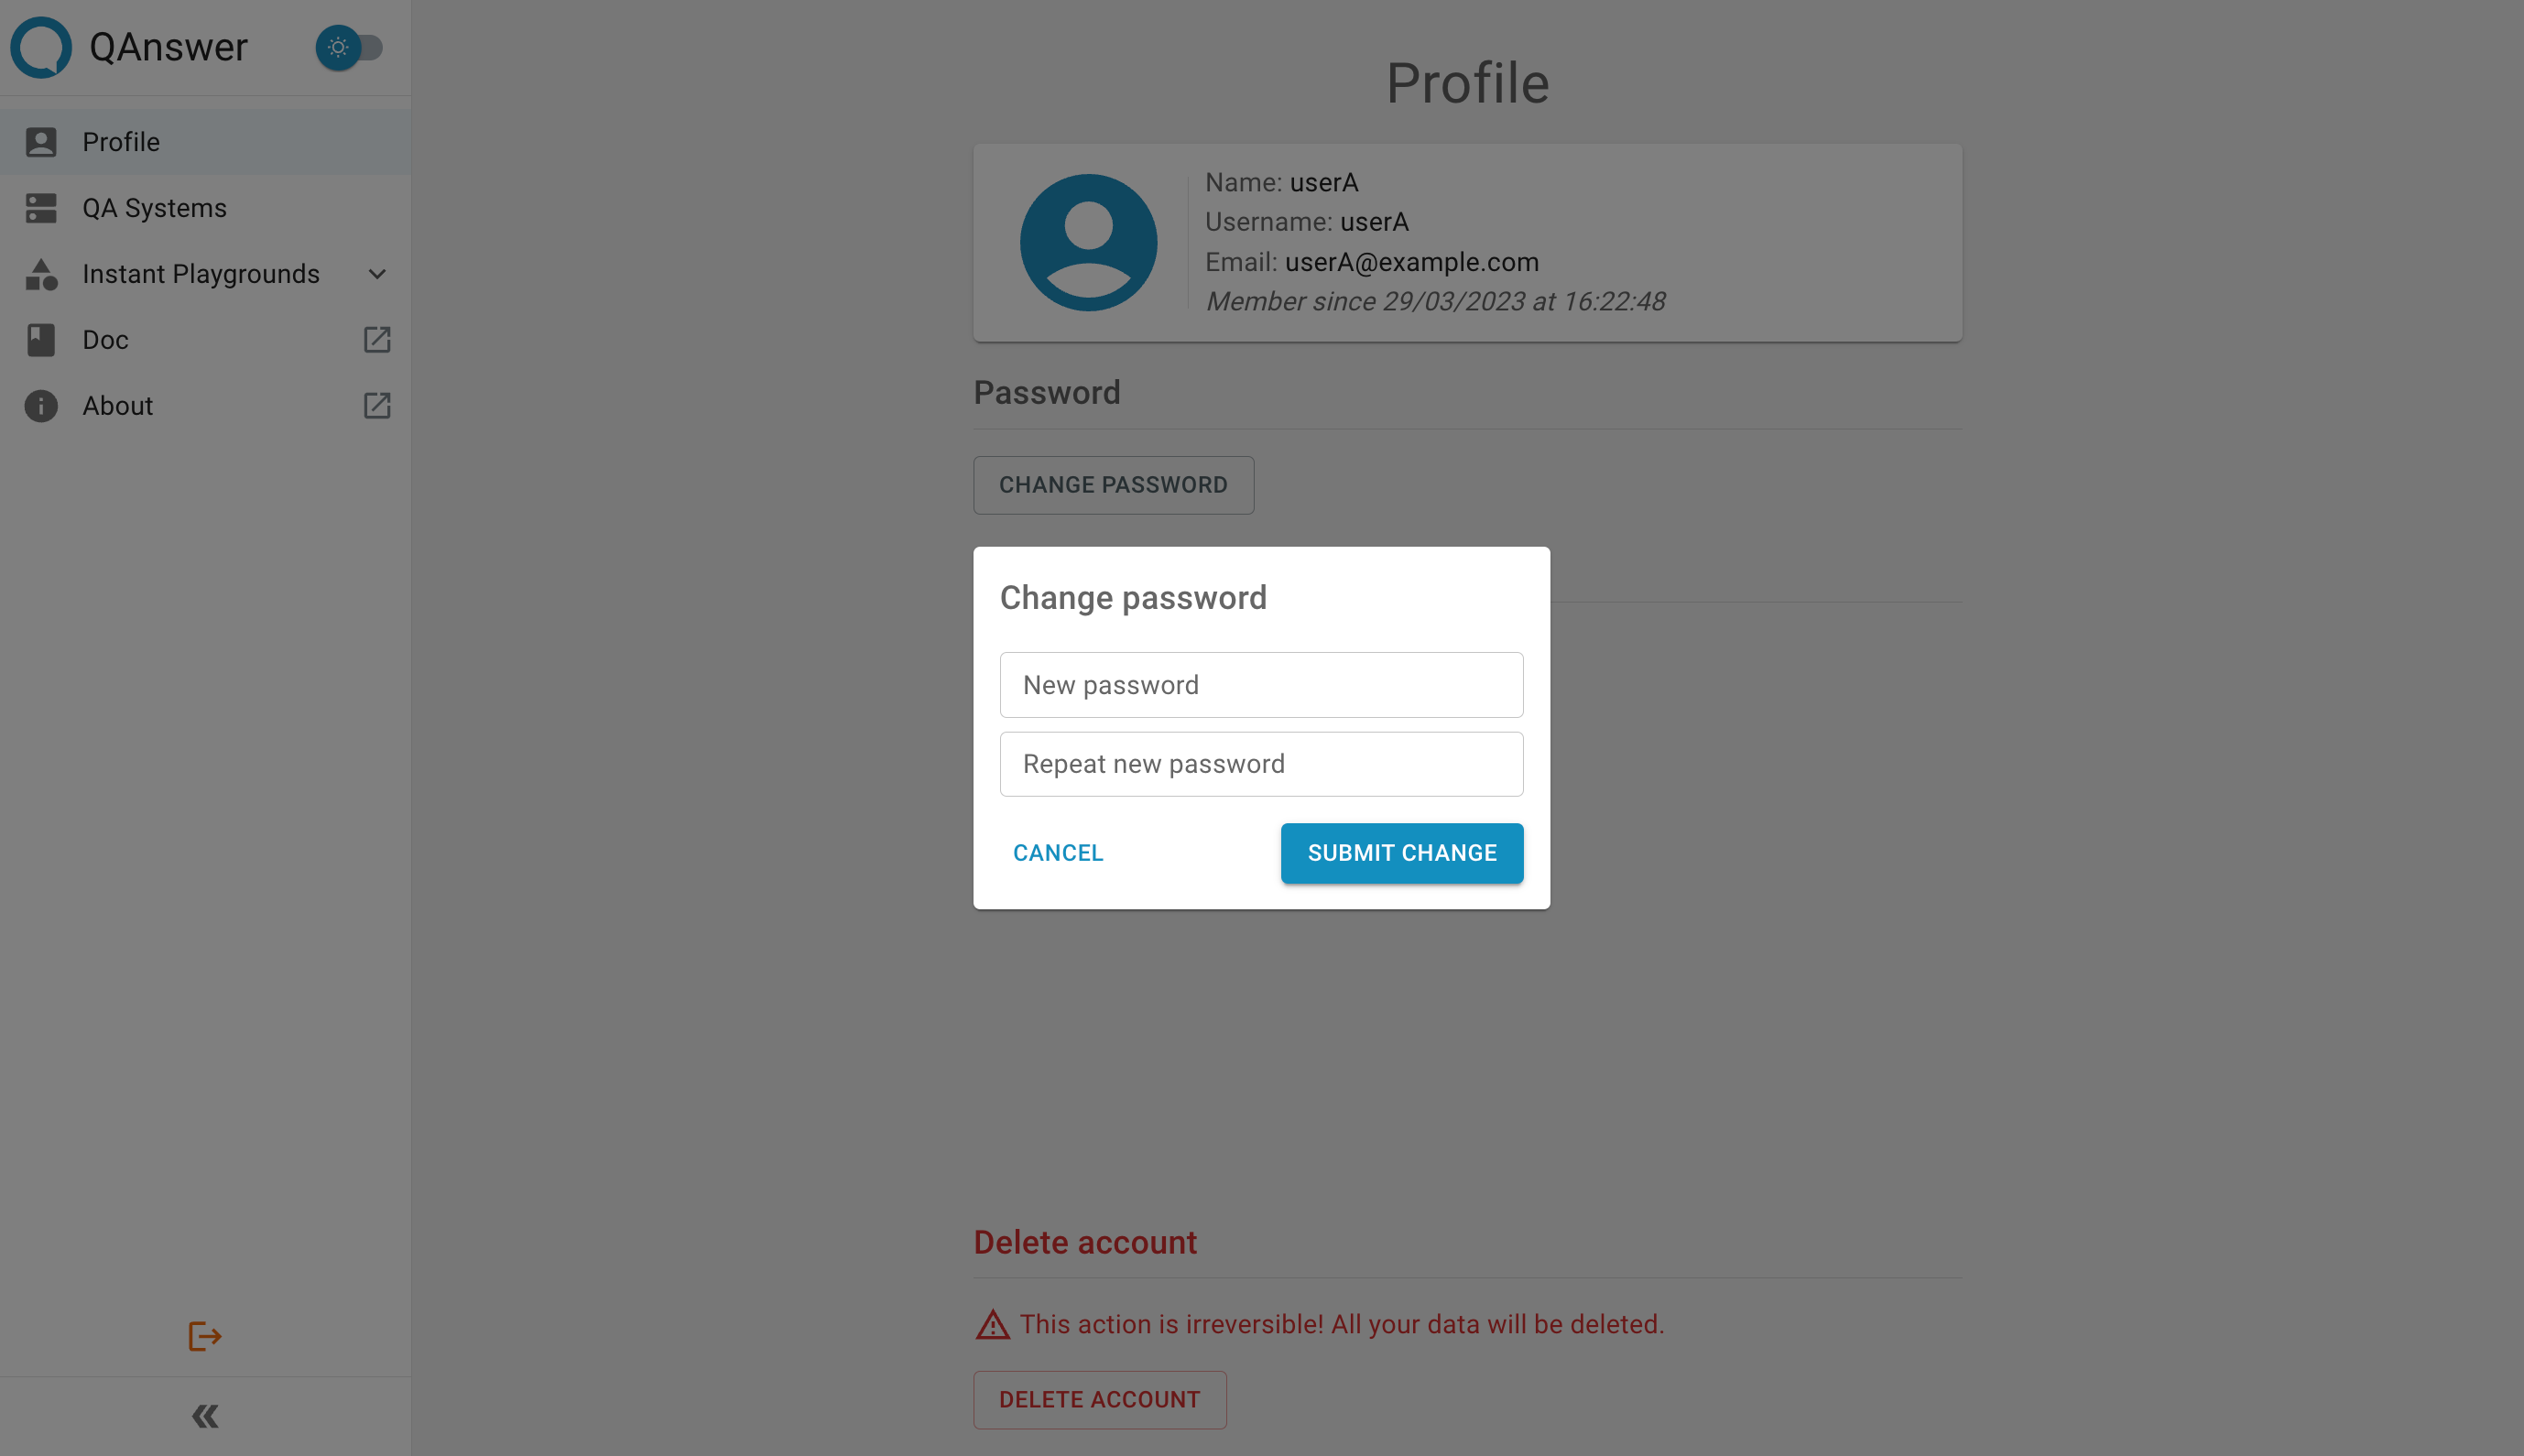 QAnswer
Profile
QA Systems
Instant Playgrounds
Doc
About
Profile
Name: userA
Username: userA
Email: userA@example.com
Member since 29/03/2023 at 16:22:48
Password
CHANGE PASSWORD
Change password
New password
Repeat new password
CANCEL
SUBMIT CHANGE
Delete account
This action is irreversible! All your data will be deleted.
DELETE ACCOUNT